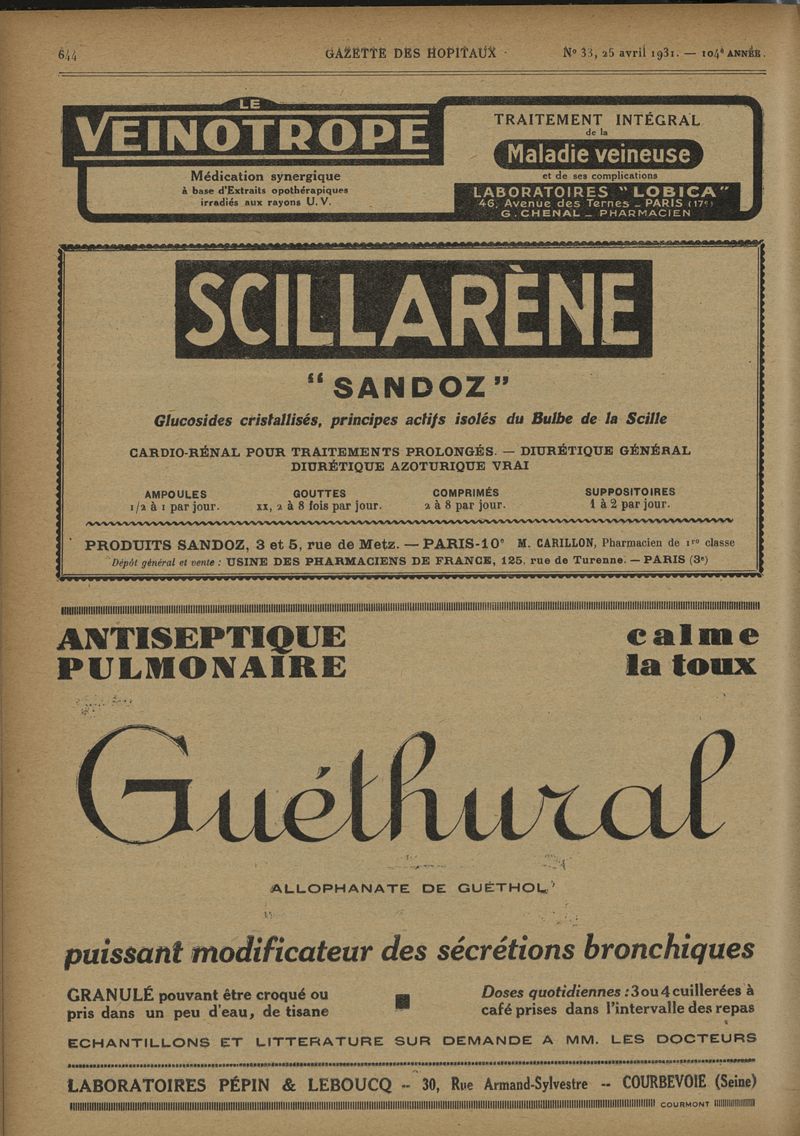 644 GAZETTE DES HOPITAUX N° 33, 25 avril 1931. — 104e ANNÉE.
LE
VEINOTROPE
Médication synergique
à base d'Extraits opothérapiques
irradiés aux rayons U.V.
TRAITEMENT INTÉGRAL
de la
Maladie veineuse
et de ses complications
LABORATOIRES "LOBICA"
46, Avenue des Ternes _ PARIS (17e)
G. CHENAL _ PHARMACIEN
SCILLARÈNE
"SANDOZ"
Glucosides cristallisés, principes actifs isolés du Bulbe de la Scille
CARDIO-RÉNAL POUR TRAITEMENTS PROLONGÉS. — DIURÉTIQUE GÉNÉRAL
DIURÉTIQUE AZOTURIQUE VRAI
AMPOULES GOUTTES COMPRIMÉS SUPPOSITOIRES
1/2 à 1 par jour. XX, 2 à 8 fois par jour. 2 à 8 par jour. 1 à 2 par jour.
PRODUITS SANDOZ, 3 et 5, rue de Metz. — PARIS-10e M. CARILLON, Pharmacien de 1re classe
Dépôt général et vente : USINE DES PHARMACIENS DE FRANCE, 125, rue de Turenne. — PARIS (3e)
ANTISEPTIQUE calme
PULMONAIRE la toux
Guéthural
ALLOPHANATE DE GUÉTHOL
puissant modificateur des sécrétions bronchiques
GRANULÉ pouvant être croqué ou
pris dans un peu d'eau, de tisane
Doses quotidiennes : 3 ou 4 cuillerées à
café prises dans l'intervalle des repas
ECHANTILLONS ET LITTERATURE SUR DEMANDE A MM. LES DOCTEURS
LABORATOIRES PÉPIN & LEBOUCQ -- 30, Rue Armand-Sylvestre -- COURBEVOIE (Seine)
COURMONT